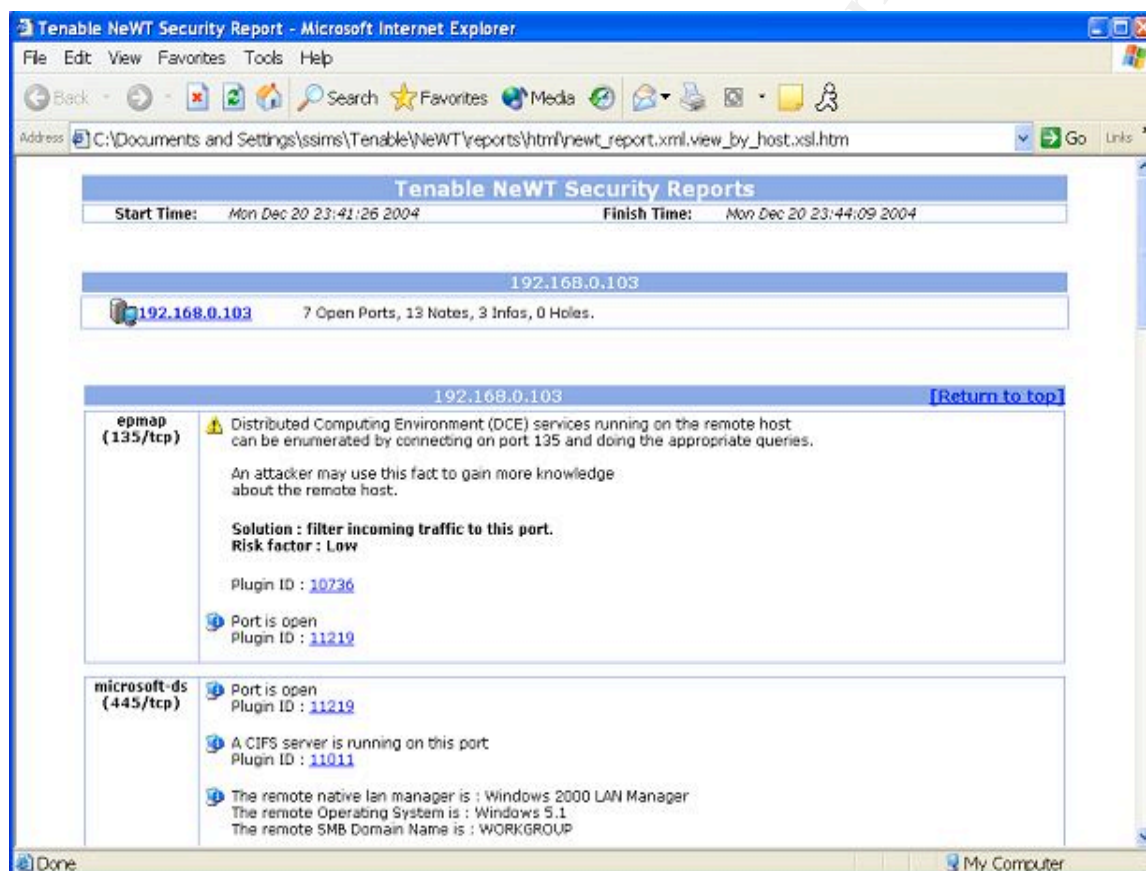 Tenable NeWT Security Report - Microsoft Internet Explorer
File Edit View Favorites Tools Help
Back Search Favorites Media
Address C:\Documents and Settings\ssims\Tenable\NeWT\reports\html\newt_report.xml.view_by_host.xsl.htm Go Links
Tenable NeWT Security Reports
Start Time: Mon Dec 20 23:41:26 2004 Finish Time: Mon Dec 20 23:44:09 2004
192.168.0.103
192.168.0.103 7 Open Ports, 13 Notes, 3 Infos, 0 Holes.
192.168.0.103 [Return to top]
epmap
(135/tcp)
Distributed Computing Environment (DCE) services running on the remote host
can be enumerated by connecting on port 135 and doing the appropriate queries.
An attacker may use this fact to gain more knowledge
about the remote host.
Solution : filter incoming traffic to this port.
Risk factor : Low
Plugin ID : 10736
Port is open
Plugin ID : 11219
microsoft-ds
(445/tcp)
Port is open
Plugin ID : 11219
A CIFS server is running on this port
Plugin ID : 11011
The remote native lan manager is : Windows 2000 LAN Manager
The remote Operating System is : Windows 5.1
The remote SMB Domain Name is : WORKGROUP
Done My Computer